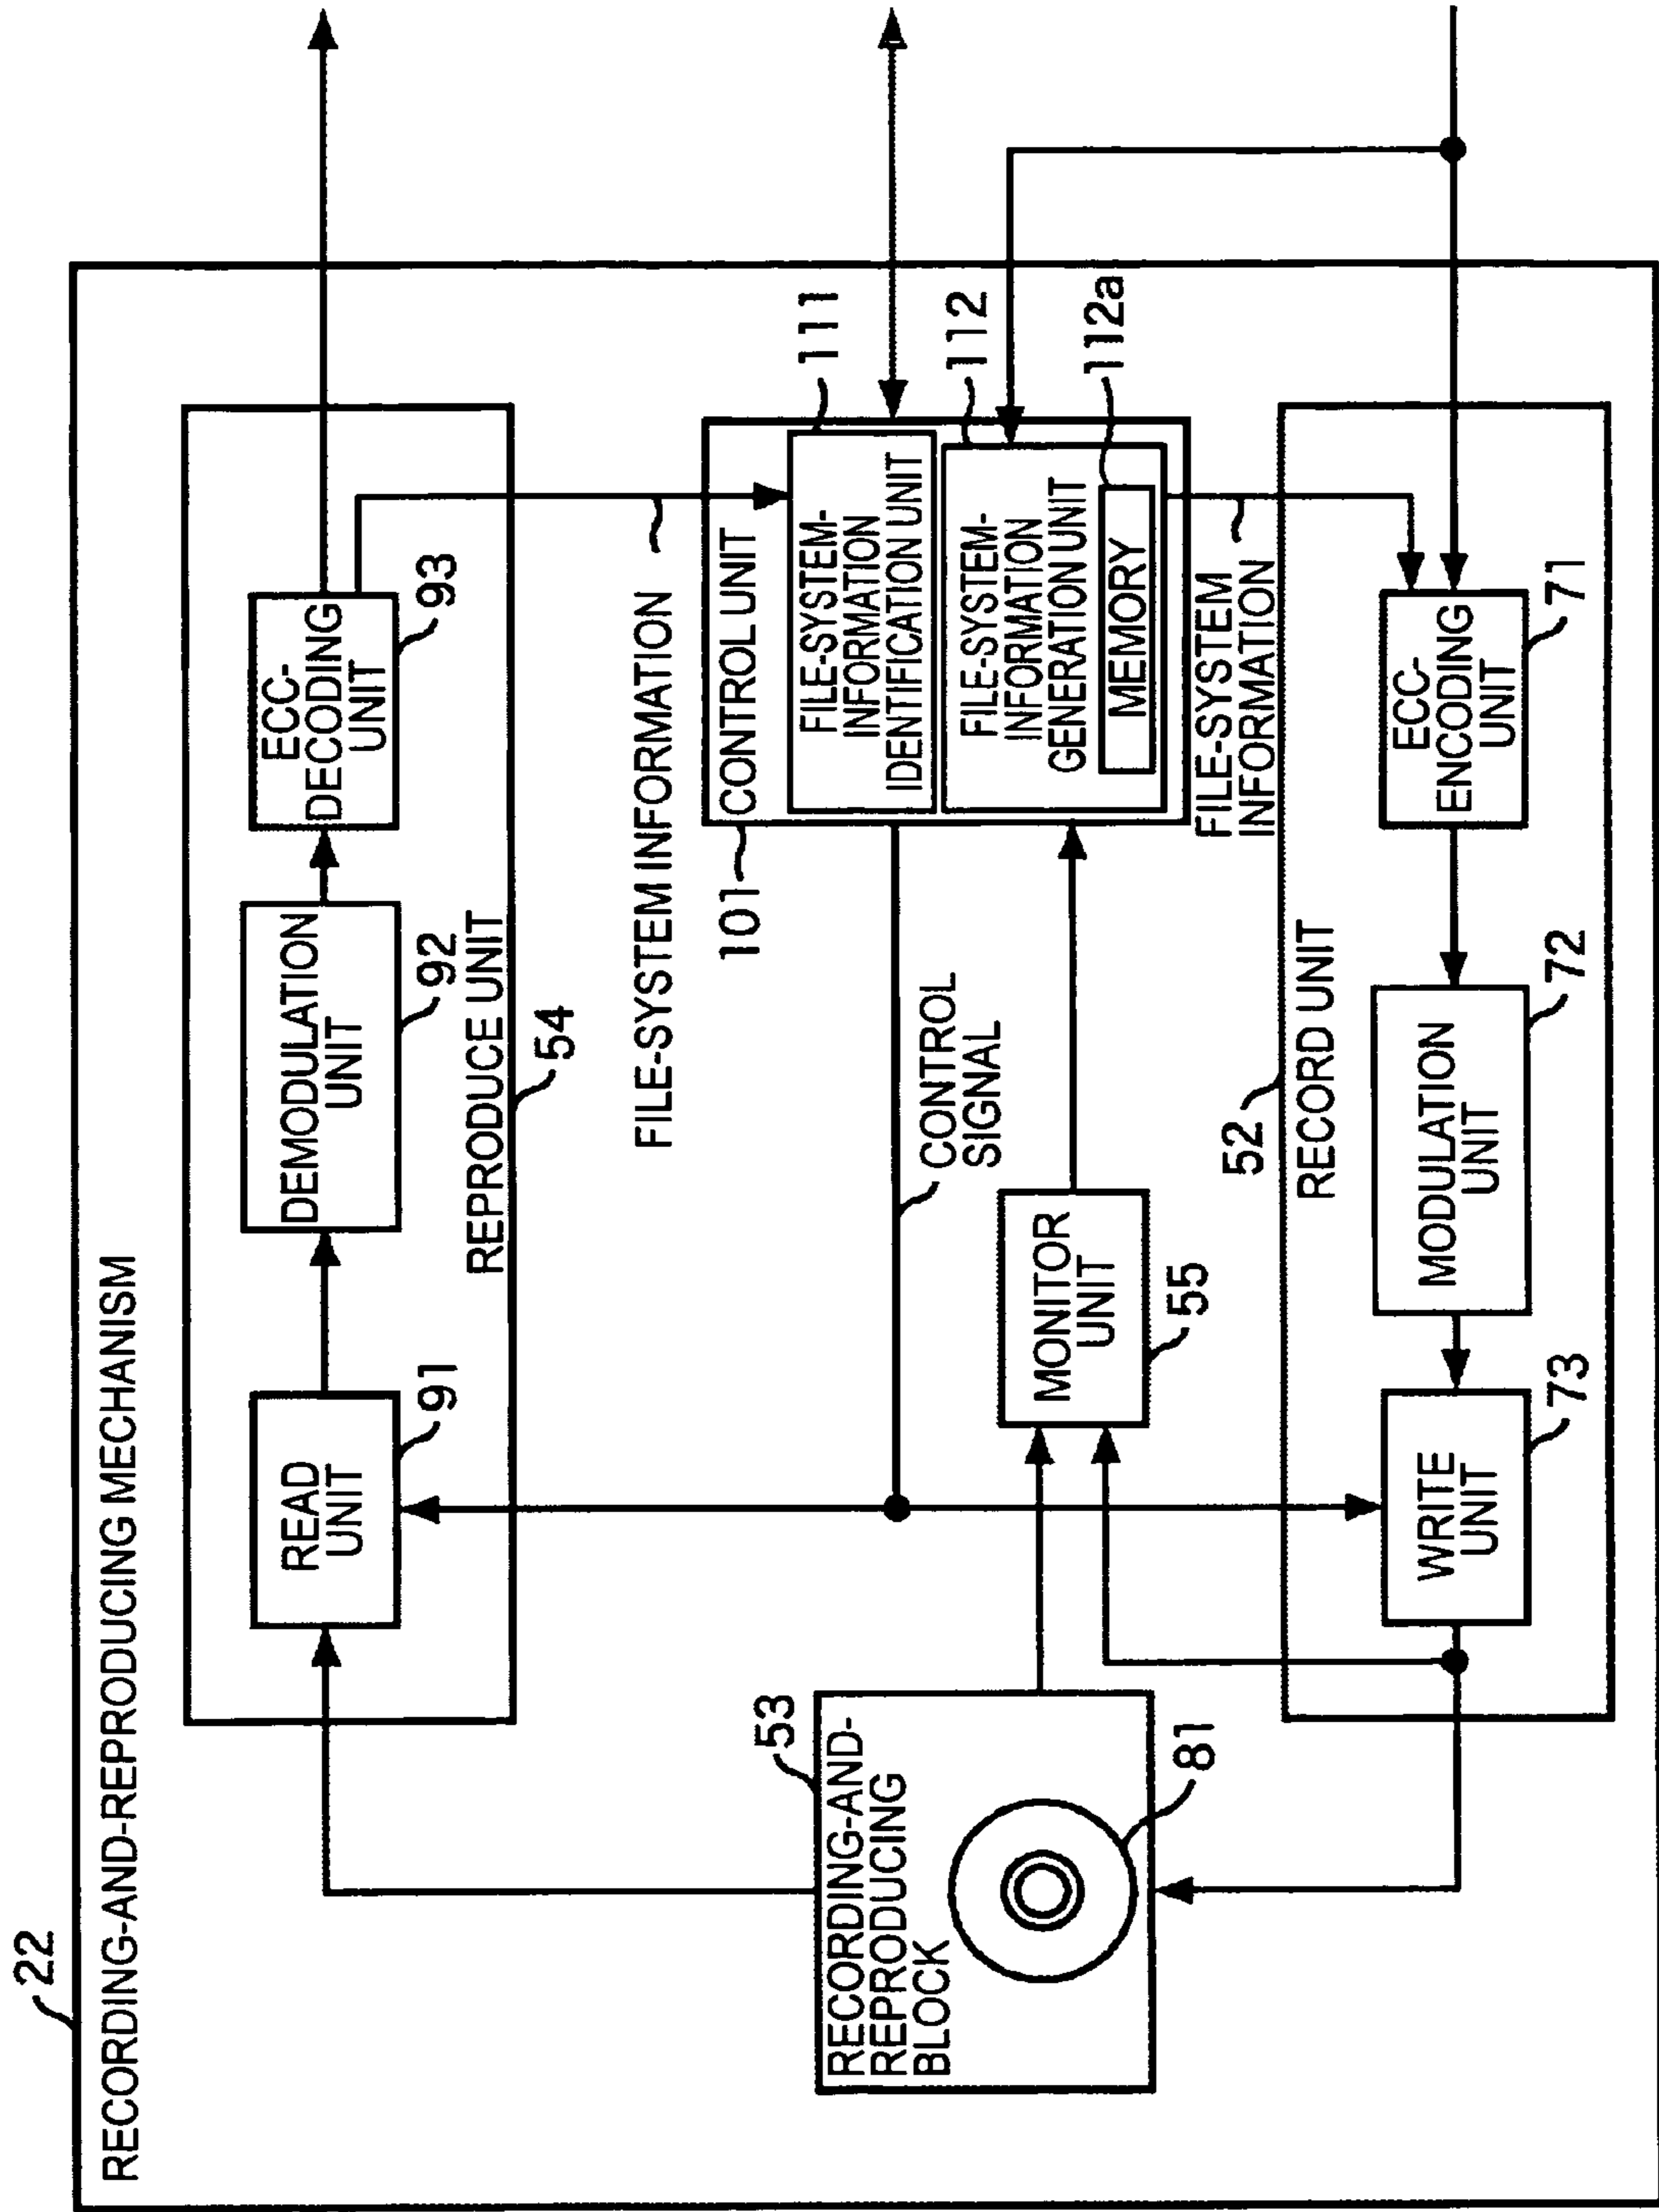 22
RECORDING-AND-REPRODUCING MECHANISM
READ
UNIT
91
DEMODULATION
UNIT
92
ECC-
DECODING
UNIT
93
REPRODUCE UNIT
54
FILE-SYSTEM INFORMATION
53
RECORDING-AND-
REPRODUCING
BLOCK
81
CONTROL
SIGNAL
MONITOR
UNIT
55
101
CONTROL UNIT
FILE-SYSTEM-
INFORMATION
IDENTIFICATION UNIT
111
FILE-SYSTEM-
INFORMATION
GENERATION UNIT
112
MEMORY
112a
FILE-SYSTEM
INFORMATION
52
RECORD UNIT
WRITE
UNIT
73
MODULATION
UNIT
72
ECC-
ENCODING
UNIT
71